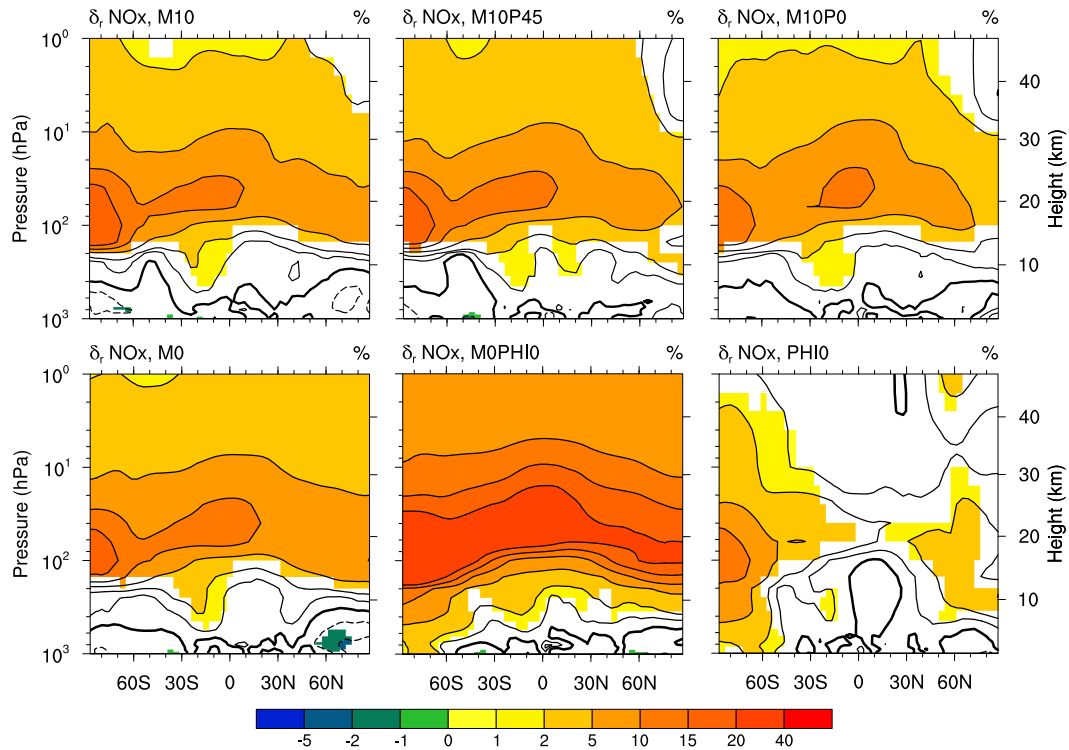 δr NOx, M10 % δr NOx, M10P45 % δr NOx, M10P0 %
10⁰
10¹
10²
10³
Pressure (hPa)
40
30
20
10
Height (km)
δr NOx, M0 % δr NOx, M0PHI0 % δr NOx, PHI0 %
10⁰
10¹
10²
10³
Pressure (hPa)
40
30
20
10
Height (km)
60S 30S 0 30N 60N 60S 30S 0 30N 60N 60S 30S 0 30N 60N
-5 -2 -1 0 1 2 5 10 15 20 40